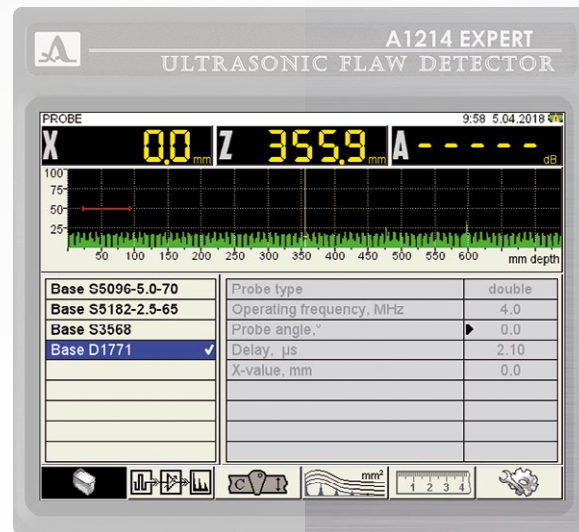 A1214 EXPERT
ULTRASONIC FLAW DETECTOR
PROBE 9:58 5.04.2018
X 0.0 mm Z 355.9 mm A - - - - - dB
100
75
50
25
50 100 150 200 250 300 350 400 450 500 550 600 mm depth
Base S5096-5.0-70 Probe type double
Base S5182-2.5-65 Operating frequency, MHz 4.0
Base S3568 Probe angle,° 0.0
Base D1771 Delay, µs 2.10
X-value, mm 0.0
C I mm² 1 2 3 4